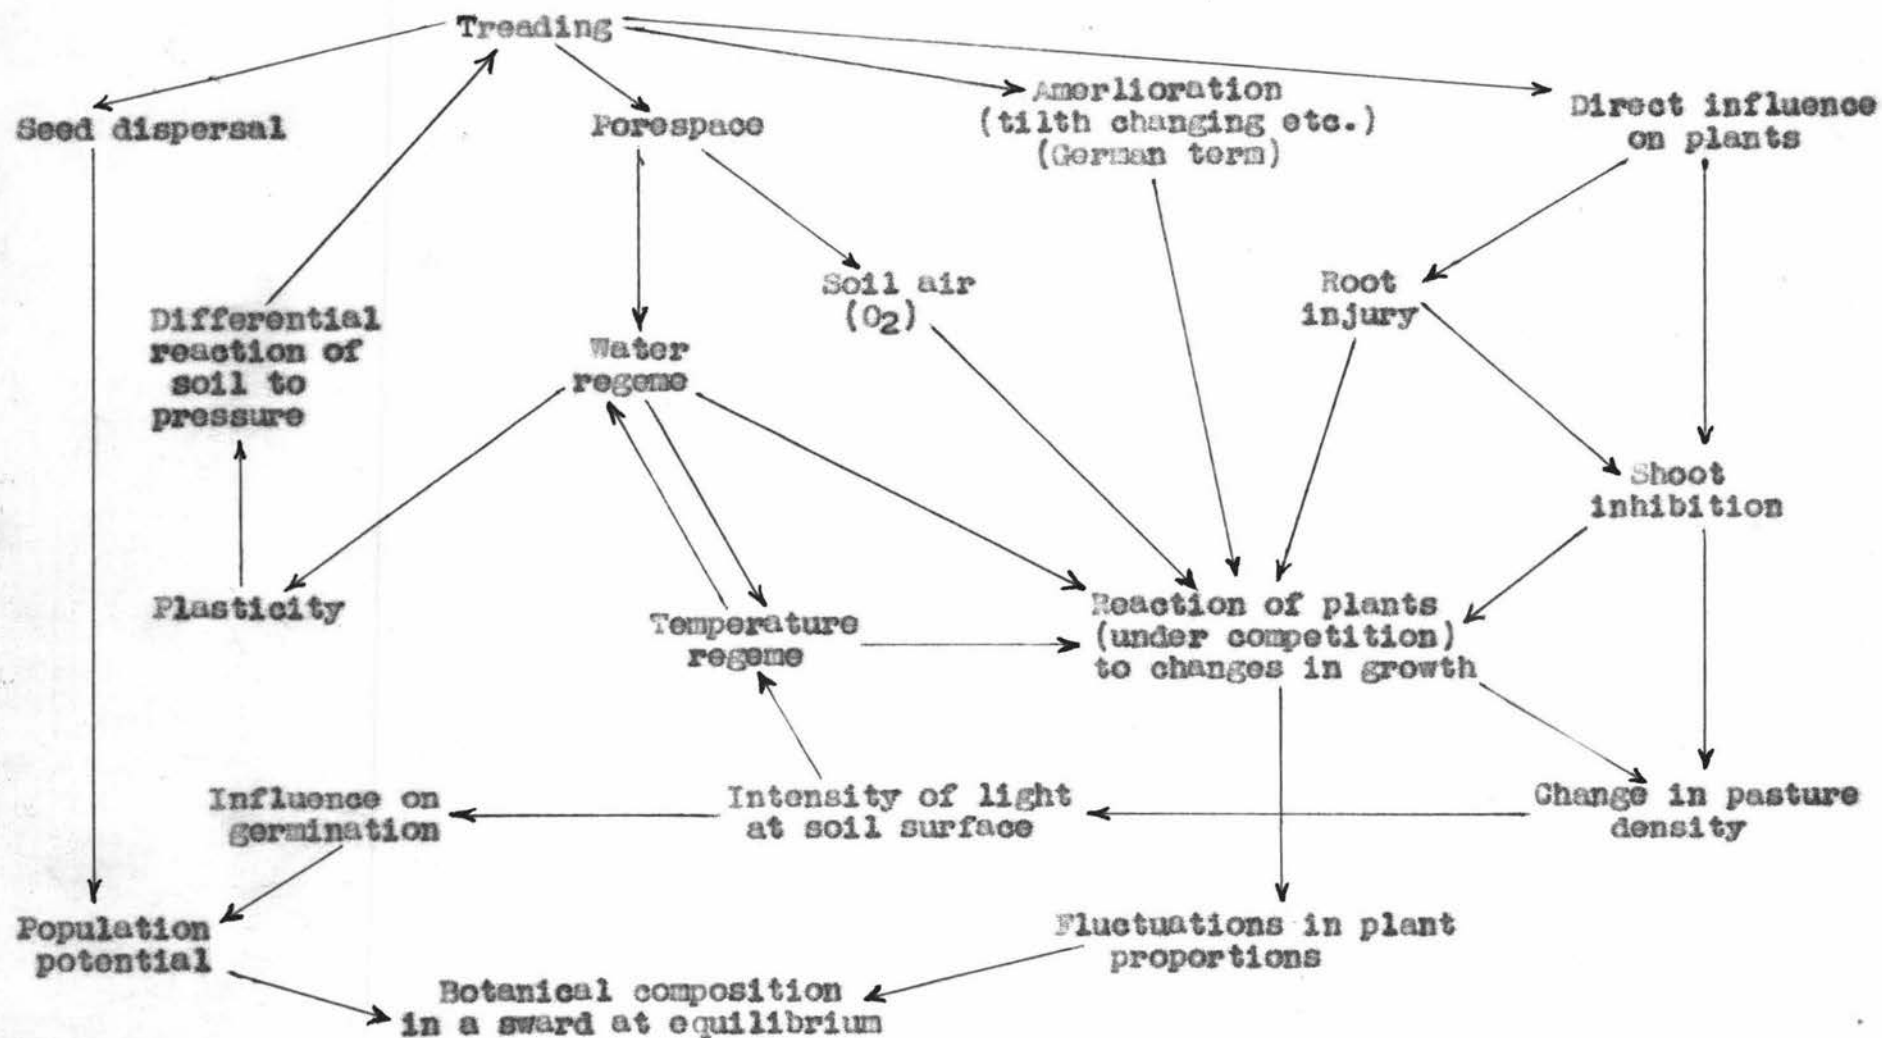 Treading
Seed dispersal
Porespace
Amerlioration
(tilth changing etc.)
(German term)
Direct influence
on plants
Differential
reaction of
soil to
pressure
Water
regeme
Soil air
(O2)
Root
injury
Shoot
inhibition
Plasticity
Temperature
regeme
Reaction of plants
(under competition)
to changes in growth
Influence on
germination
Intensity of light
at soil surface
Change in pasture
density
Population
potential
Fluctuations in plant
proportions
Botanical composition
in a sward at equilibrium